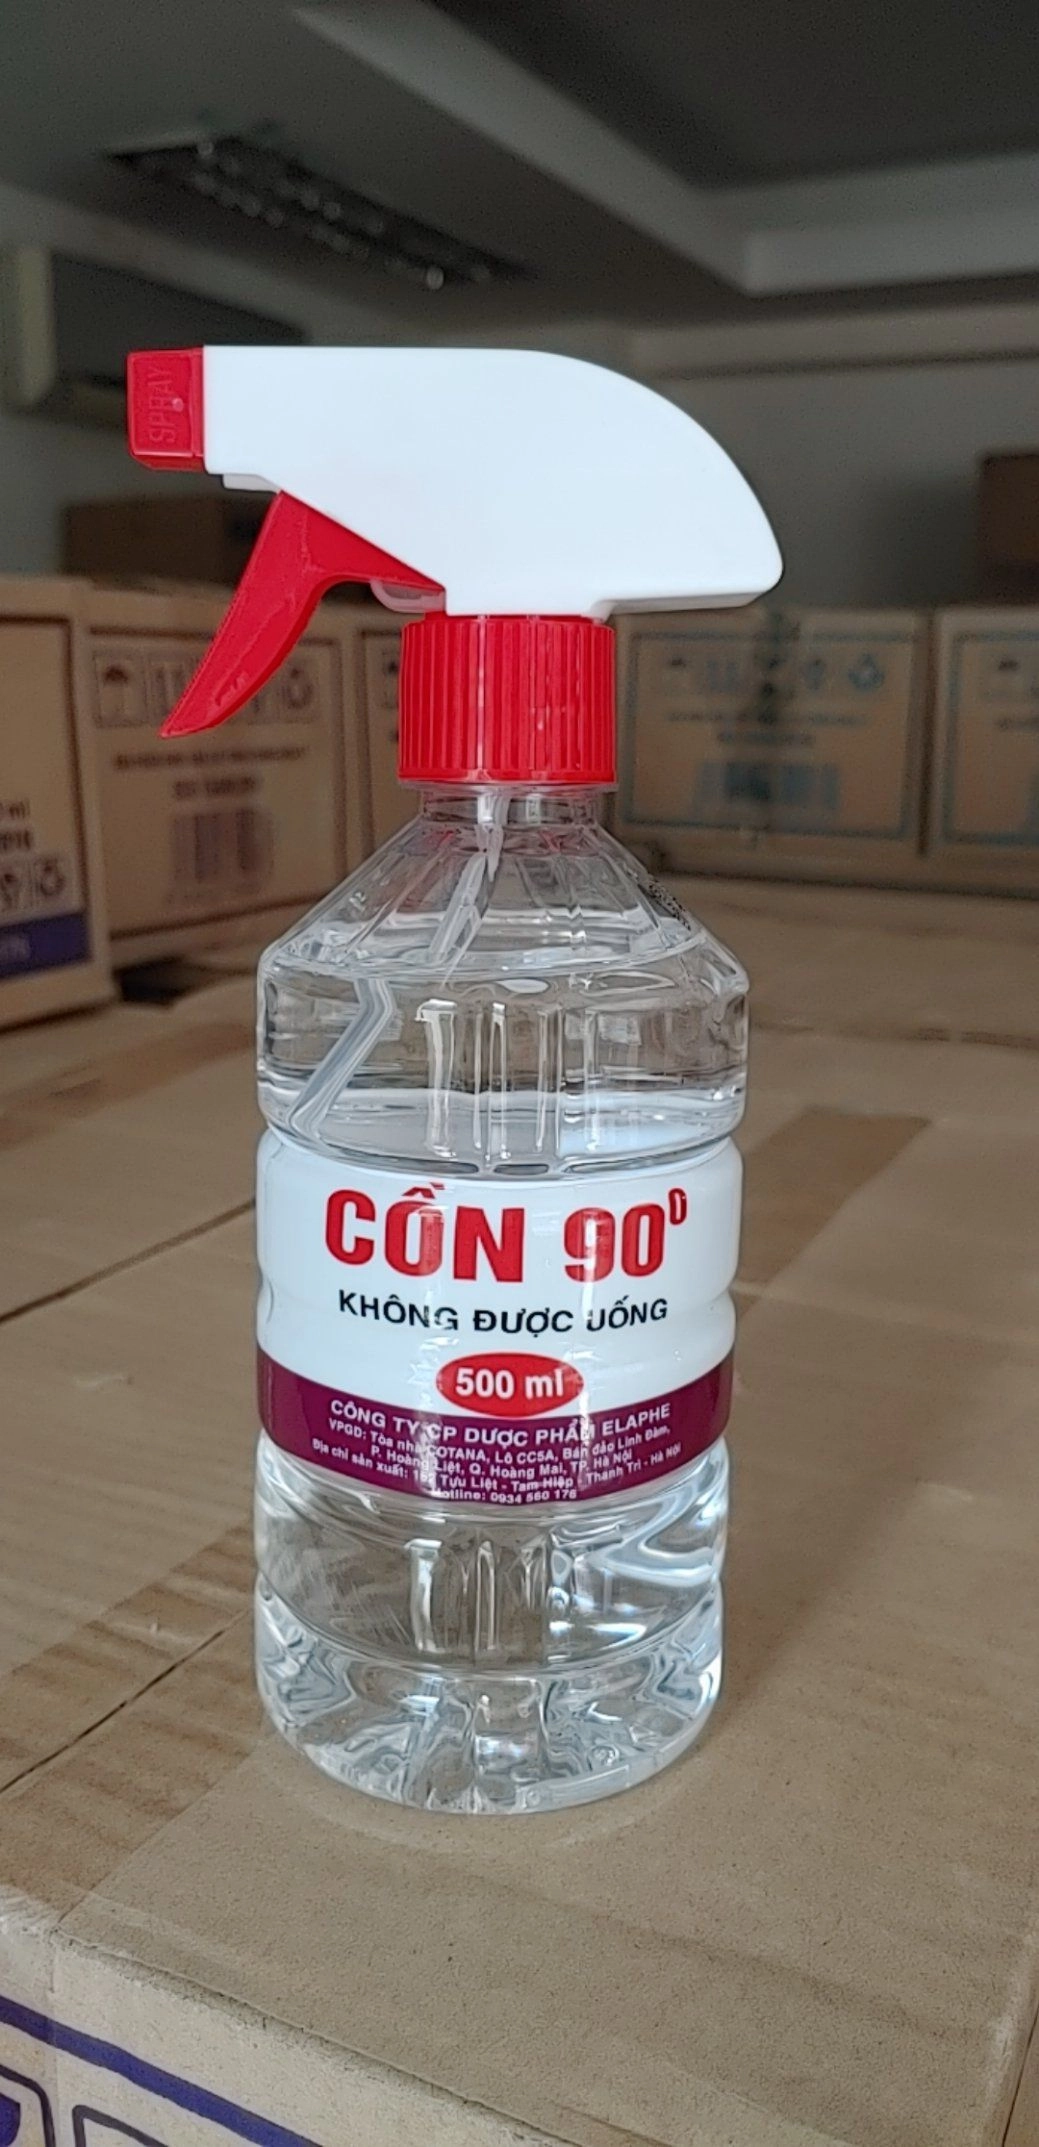 SPRAY
CỒN 90⁰
KHÔNG ĐƯỢC UỐNG
500 ml
CÔNG TY CP DƯỢC PHẨM ELAPHE
VPGD: Tòa nhà COTANA, Lô CC5A, Bán đảo Linh Đàm,
P. Hoàng Liệt, Q. Hoàng Mai, TP. Hà Nội
Địa chỉ sản xuất: Tựu Liệt - Tam Hiệp - Thanh Trì - Hà Nội
Hotline: 0934 560 176